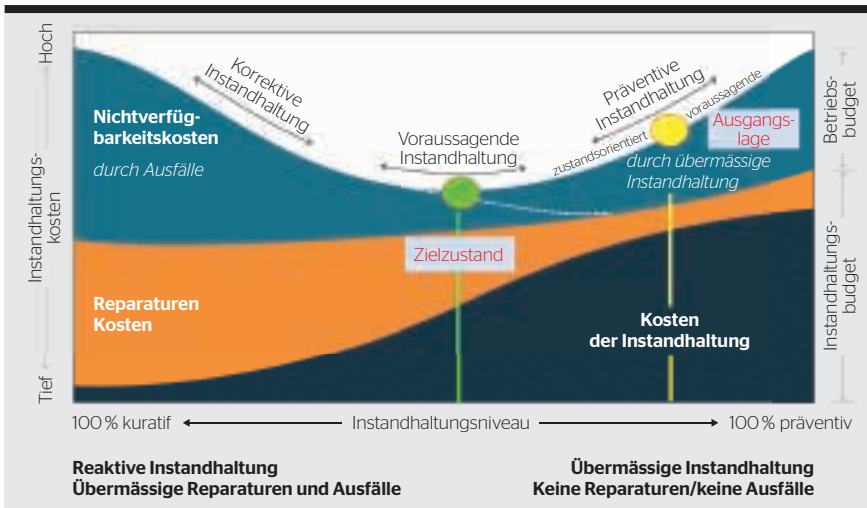 Hoch
Instandhaltungs-
kosten
Tief
Nichtverfüg-
barkeitskosten
durch Ausfälle
Korrektive
Instandhaltung
Voraussagende
Instandhaltung
Präventive
Instandhaltung
zustandsorientiert
voraussagende
Ausgangs-
lage
durch übermässige
Instandhaltung
Zielzustand
Reparaturen
Kosten
Kosten
der Instandhaltung
Betriebs-
budget
Instandhaltungs-
budget
100 % kuratif
Instandhaltungsniveau
100 % präventiv
Reaktive Instandhaltung
Übermässige Reparaturen und Ausfälle
Übermässige Instandhaltung
Keine Reparaturen/keine Ausfälle